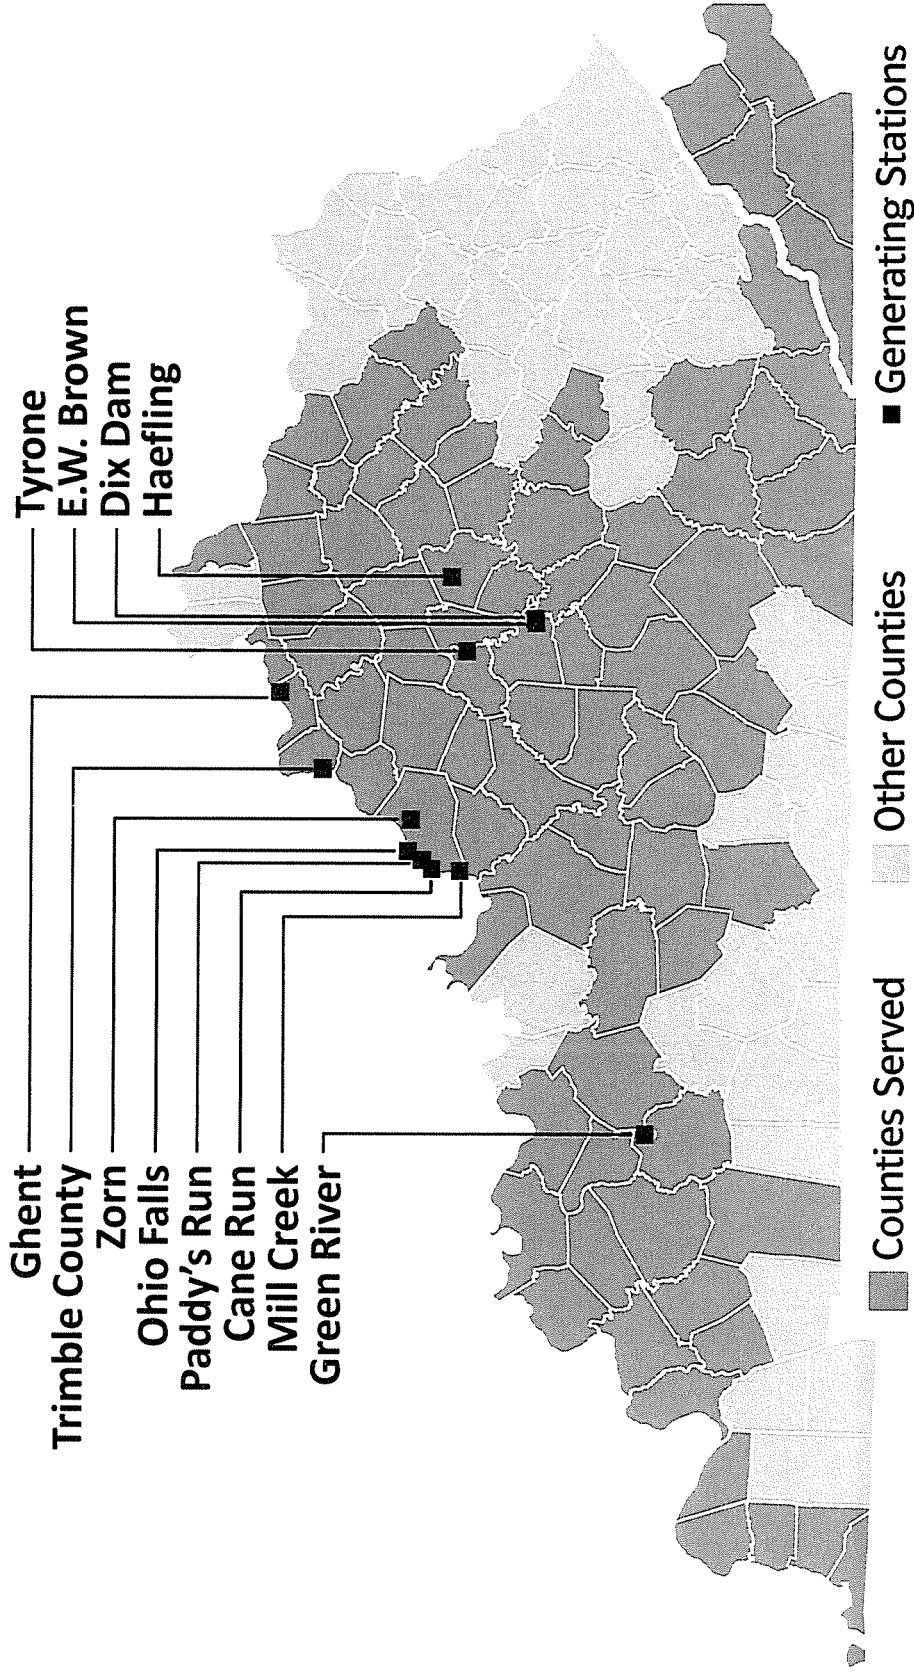 Ghent
Trimble County
Zorn
Ohio Falls
Paddy's Run
Cane Run
Mill Creek
Green River
Tyrone
E.W. Brown
Dix Dam
Haefling
Counties Served
Other Counties
Generating Stations